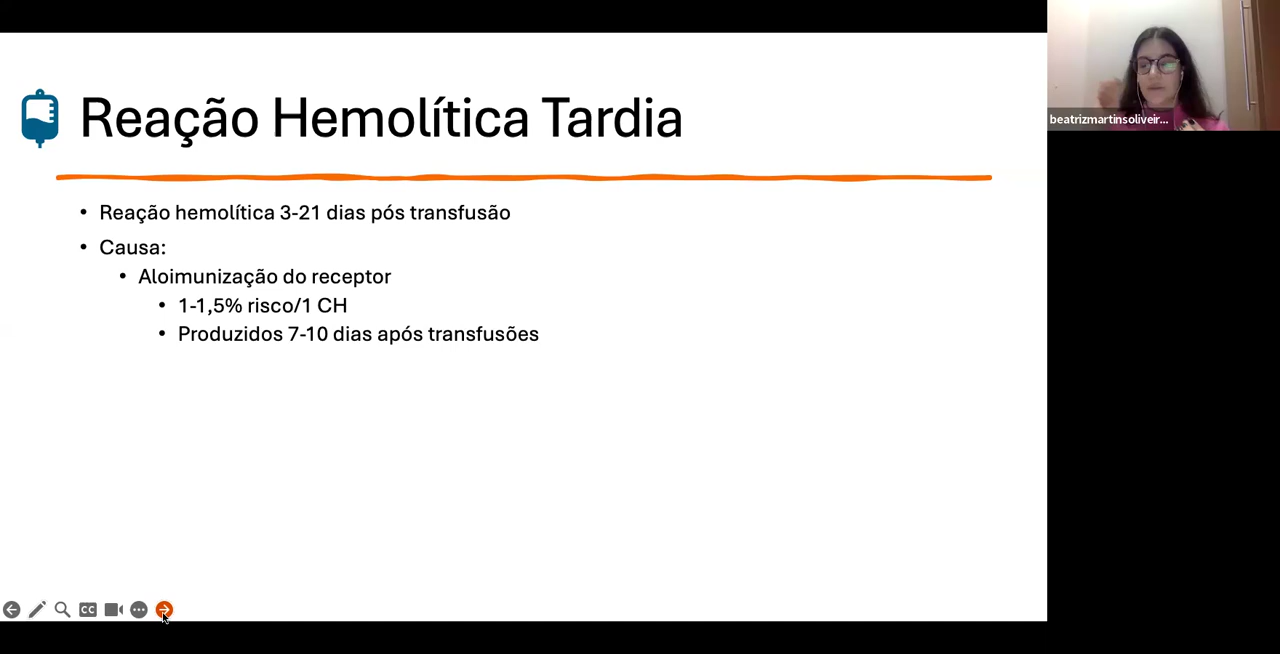 Reação Hemolítica Tardia
• Reação hemolítica 3-21 dias pós transfusão
• Causa:
• Aloimunização do receptor
• 1-1,5% risco/1 CH
• Produzidos 7-10 dias após transfusões
beatrizmartinsoliveir...
CC